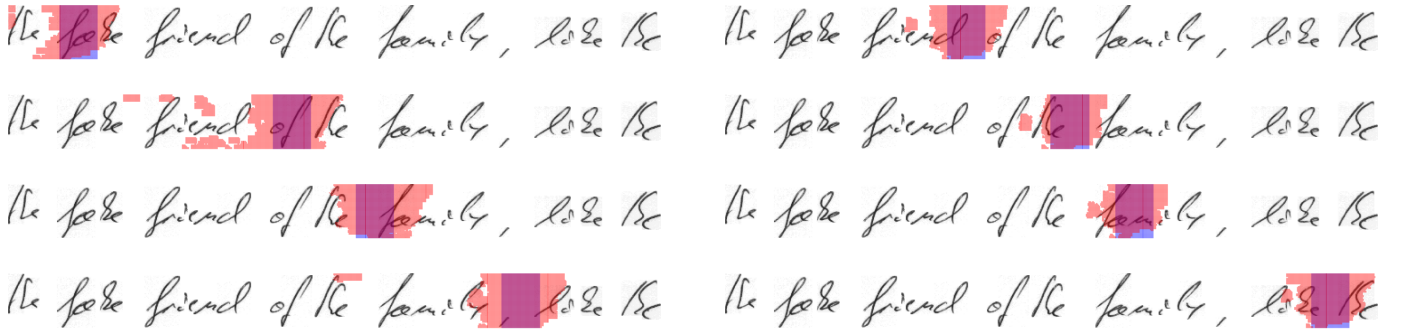 the fake friend of the family, like the
the fake friend of the family, like the
the fake friend of the family, like the
the fake friend of the family, like the
the fake friend of the family, like the
the fake friend of the family, like the
the fake friend of the family, like the
the fake friend of the family, like the